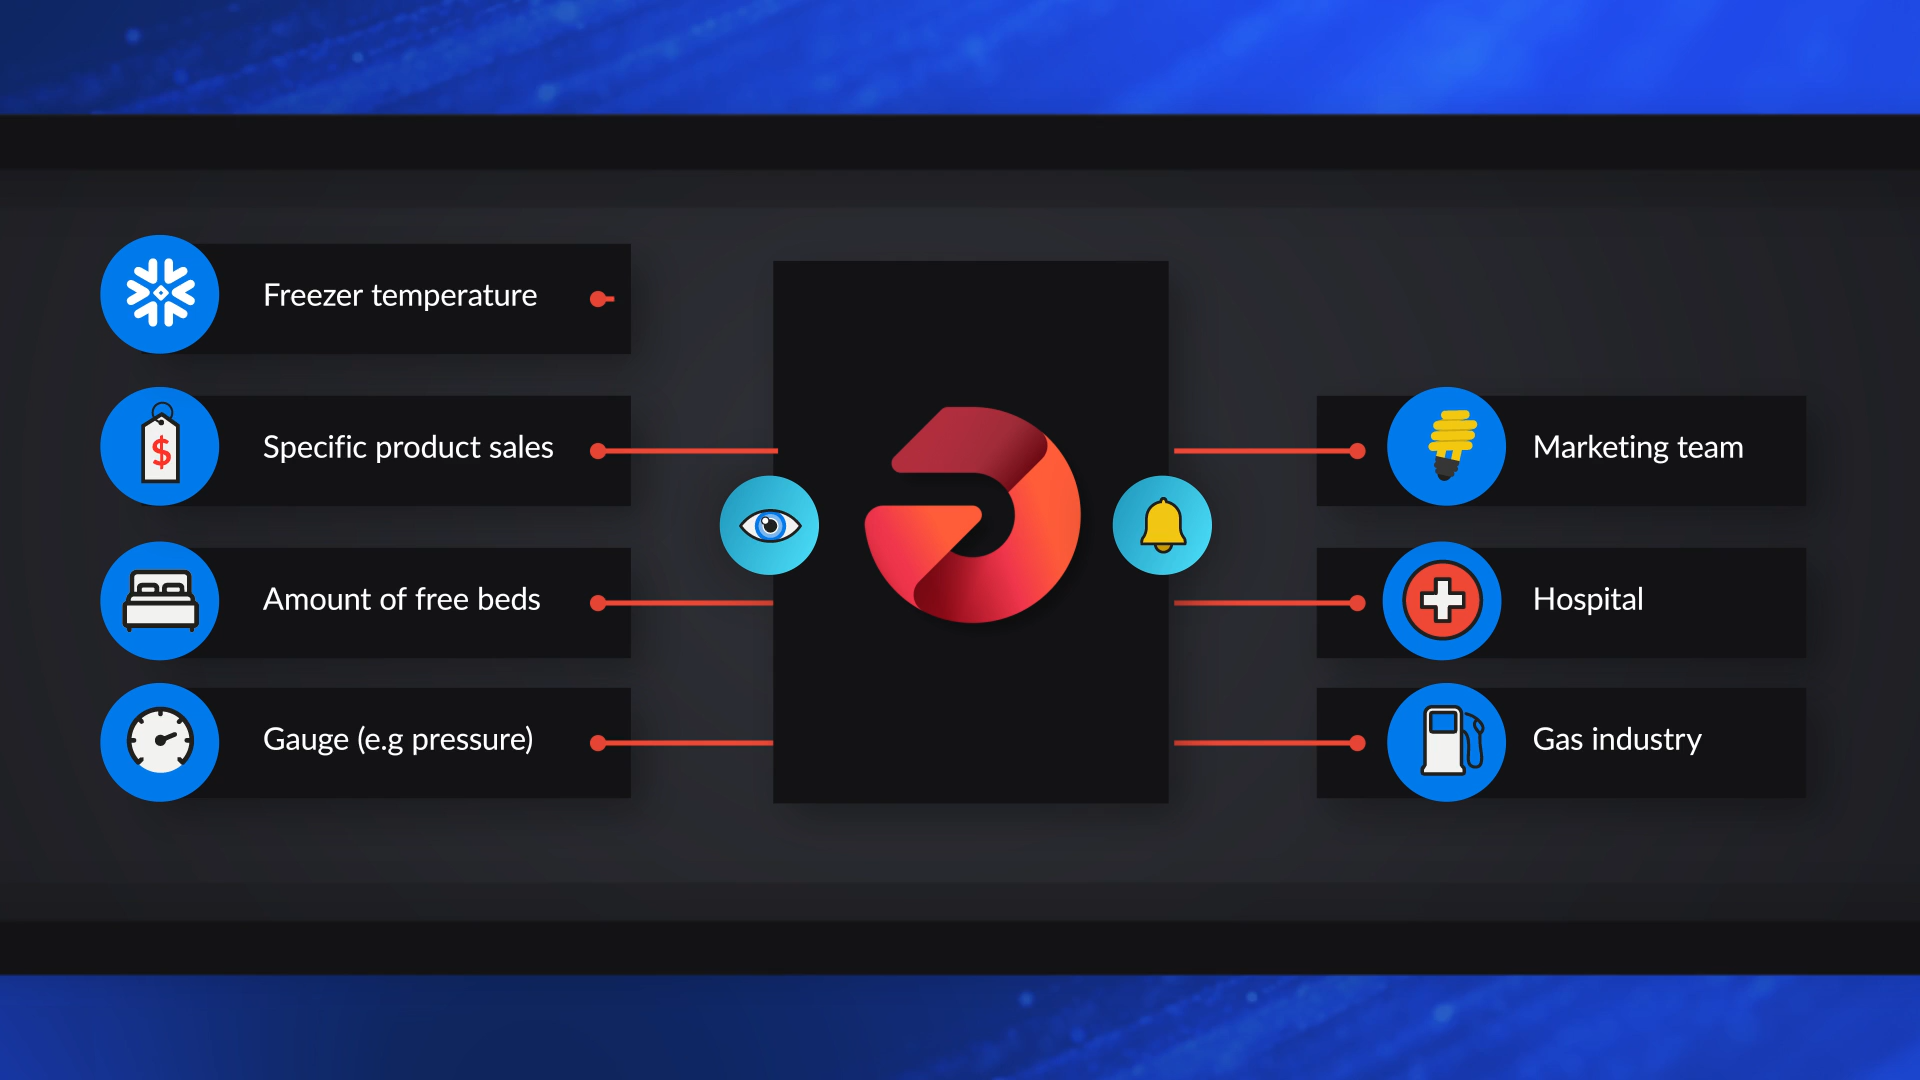 Freezer temperature
Specific product sales
Amount of free beds
Gauge (e.g pressure)
$
Marketing team
Hospital
Gas industry